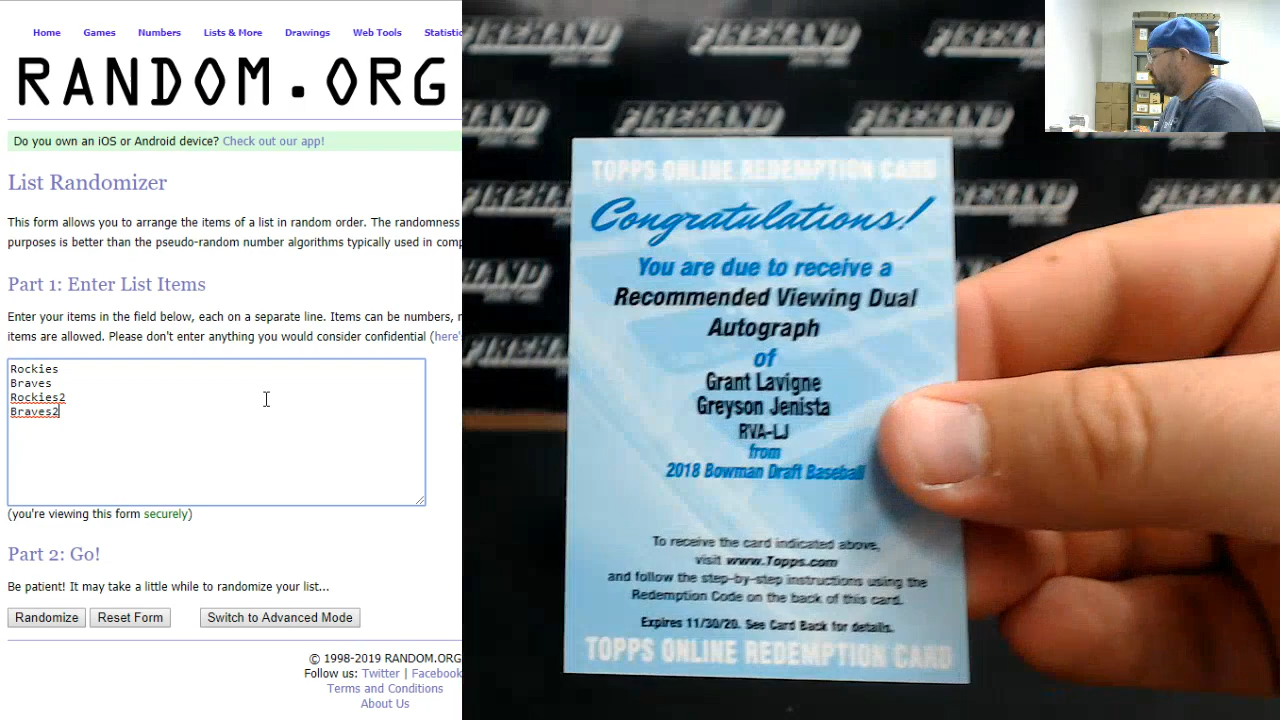 Home Games Numbers Lists & More Drawings Web Tools Statistic
RANDOM.ORG
Do you own an iOS or Android device? Check out our app!
List Randomizer
This form allows you to arrange the items of a list in random order. The randomness
purposes is better than the pseudo-random number algorithms typically used in comp
Part 1: Enter List Items
Enter your items in the field below, each on a separate line. Items can be numbers, n
items are allowed. Please don't enter anything you would consider confidential (here'
Rockies
Braves
Rockies2
Braves2
(you're viewing this form securely)
Part 2: Go!
Be patient! It may take a little while to randomize your list...
Randomize Reset Form Switch to Advanced Mode
© 1998-2019 RANDOM.ORG
Follow us: Twitter | Facebook
Terms and Conditions
About Us
FIREHAND FIREHAND FIREHAND
FIREHAND FIREHAND
TOPPS ONLINE REDEMPTION CARD
Congratulations!
You are due to receive a
Recommended Viewing Dual
Autograph
of
Grant Lavigne
Greyson Jenista
RVA-LJ
from
2018 Bowman Draft Baseball
To receive the card indicated above,
visit www.Topps.com
and follow the step-by-step instructions using the
Redemption Code on the back of this card.
Expires 11/30/20. See Card Back for details.
TOPPS ONLINE REDEMPTION CARD